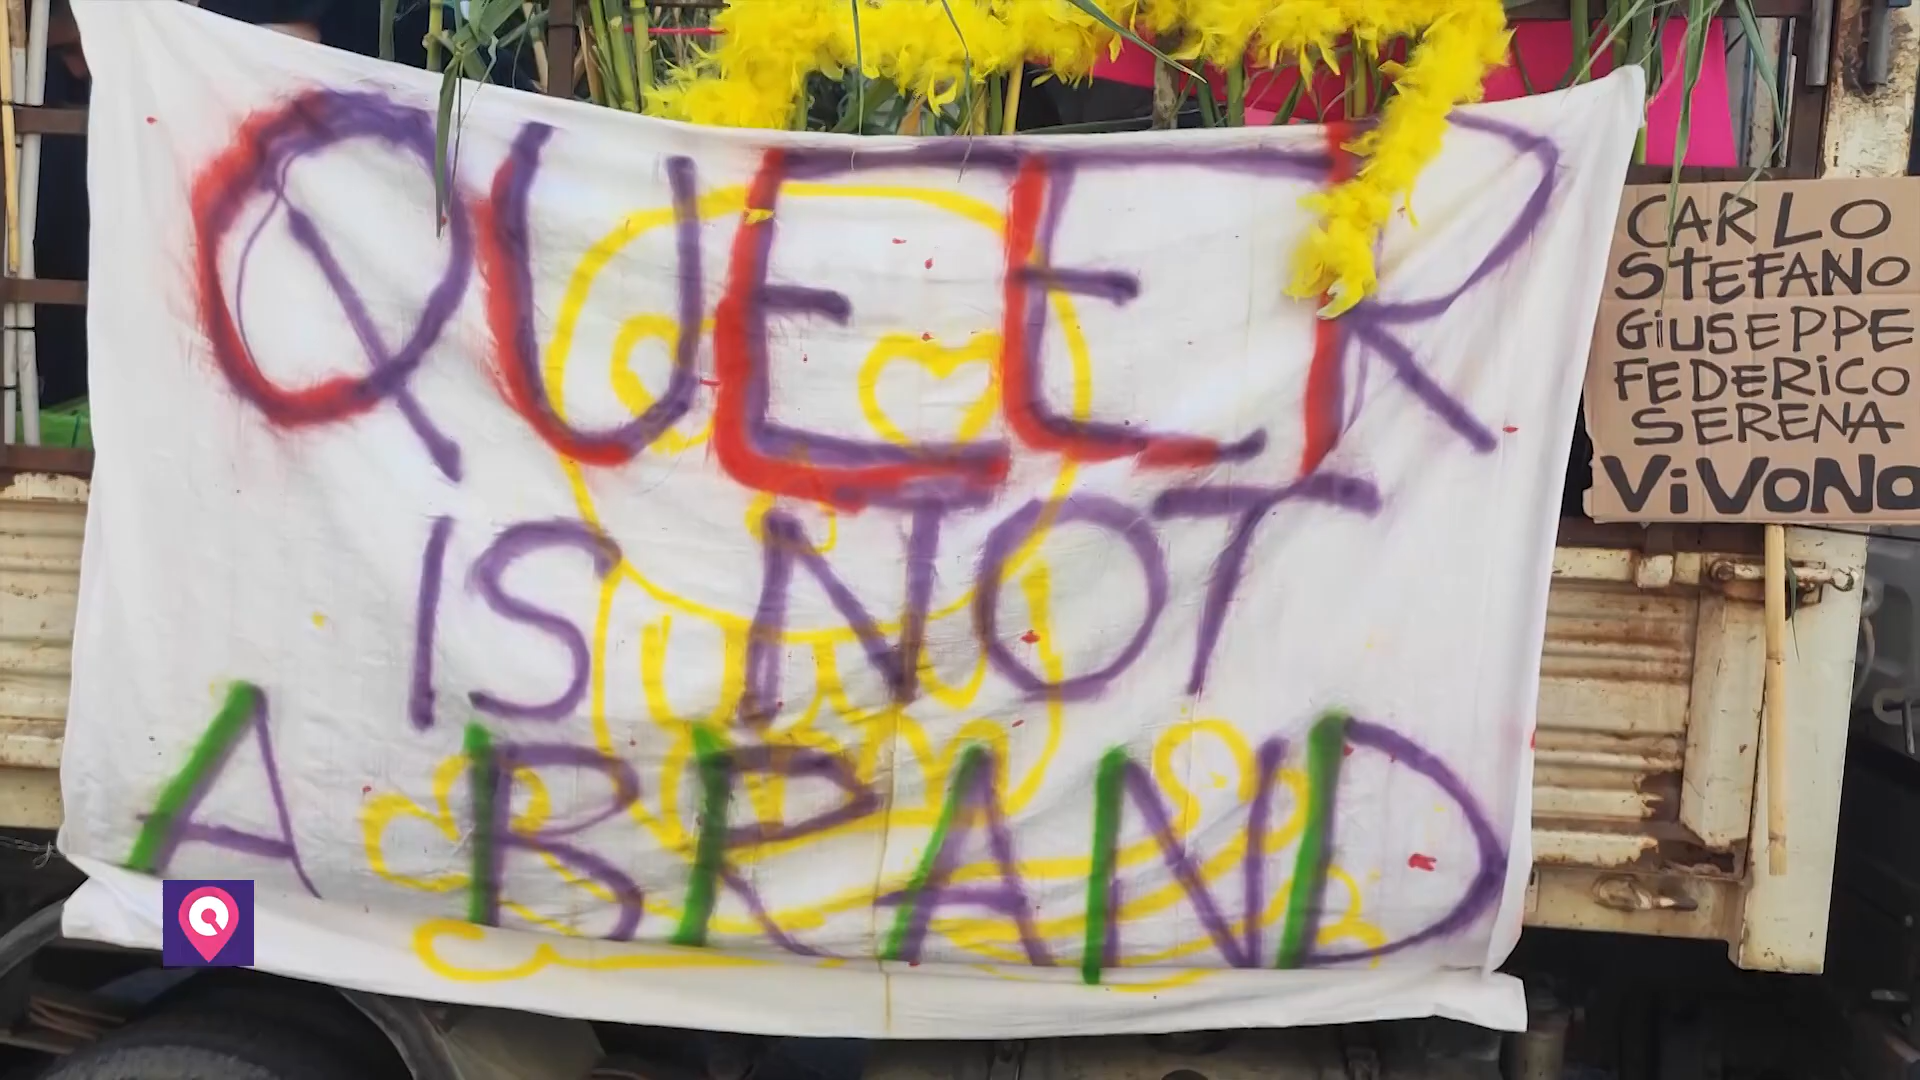 QUEER
iS NOT
A BRAND
CARLO
STEFANO
GiUSEPPE
FEDERiCO
SERENA
ViVONO